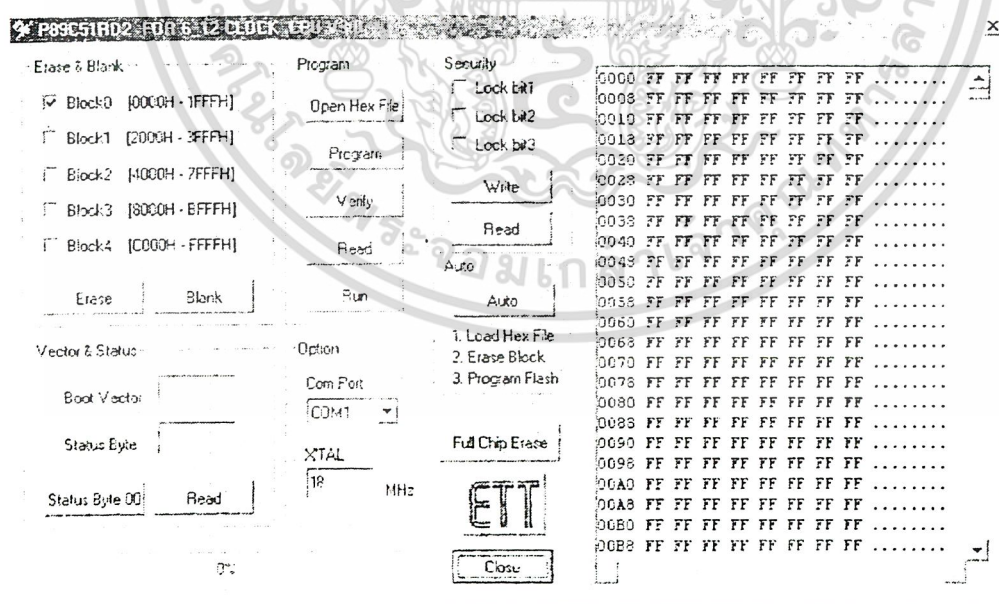 P89C51RD2 FOR 6-12 CLOCK CPU
Erase & Blank
Block0 [0000H - 1FFFH]
Block1 [2000H - 3FFFH]
Block2 [4000H - 7FFFH]
Block3 [8000H - BFFFH]
Block4 [C000H - FFFFH]
Erase Blank
Vector & Status
Boot Vector
Status Byte
Status Byte 00 Read
0%
Program
Open Hex File
Program
Verify
Read
Run
Option
Com Port
COM1
XTAL
18 MHz
Security
Lock bit1
Lock bit2
Lock bit3
Write
Read
Auto
Auto
1. Load Hex File
2. Erase Block
3. Program Flash
Full Chip Erase
ETT
Close
0000 FF FF FF FF FF FF FF FF ........
0008 FF FF FF FF FF FF FF FF ........
0010 FF FF FF FF FF FF FF FF ........
0018 FF FF FF FF FF FF FF FF ........
0020 FF FF FF FF FF FF FF FF ........
0028 FF FF FF FF FF FF FF FF ........
0030 FF FF FF FF FF FF FF FF ........
0038 FF FF FF FF FF FF FF FF ........
0040 FF FF FF FF FF FF FF FF ........
0048 FF FF FF FF FF FF FF FF ........
0050 FF FF FF FF FF FF FF FF ........
0058 FF FF FF FF FF FF FF FF ........
0060 FF FF FF FF FF FF FF FF ........
0068 FF FF FF FF FF FF FF FF ........
0070 FF FF FF FF FF FF FF FF ........
0078 FF FF FF FF FF FF FF FF ........
0080 FF FF FF FF FF FF FF FF ........
0088 FF FF FF FF FF FF FF FF ........
0090 FF FF FF FF FF FF FF FF ........
0098 FF FF FF FF FF FF FF FF ........
00A0 FF FF FF FF FF FF FF FF ........
00A8 FF FF FF FF FF FF FF FF ........
00B0 FF FF FF FF FF FF FF FF ........
00B8 FF FF FF FF FF FF FF FF ........